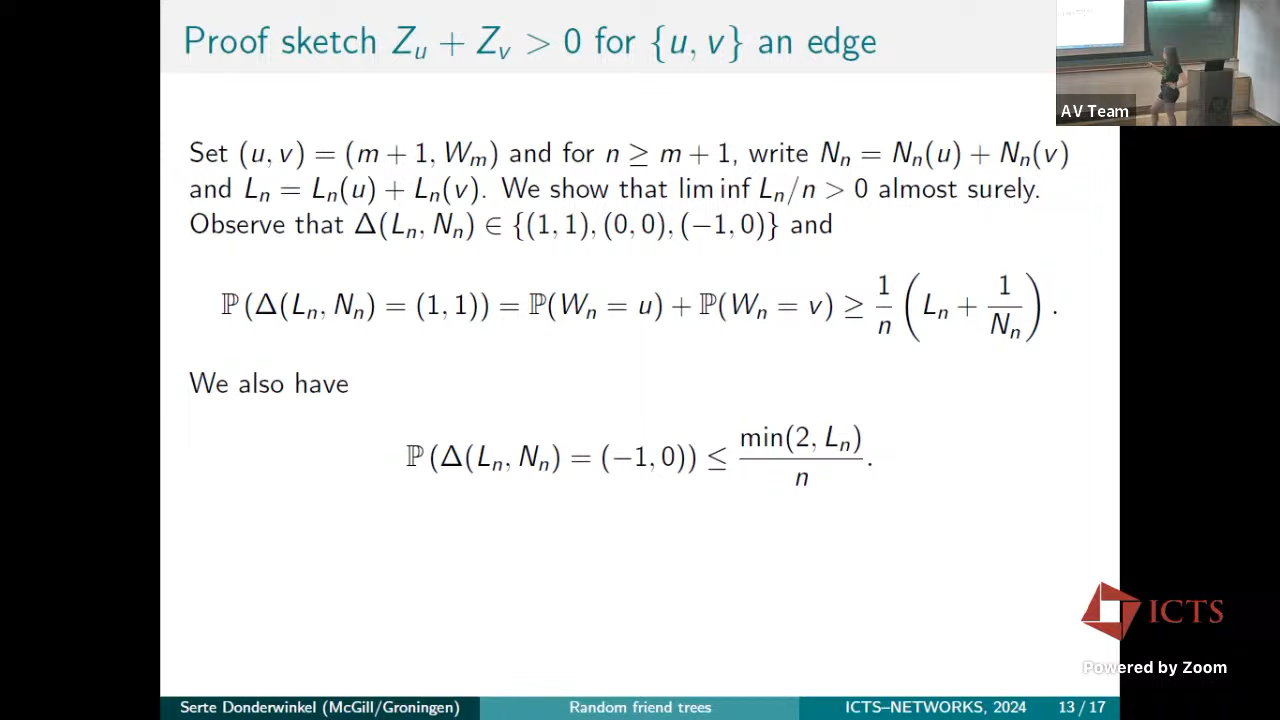 Proof sketch Z_u + Z_v > 0 for {u, v} an edge
AV Team
Set (u, v) = (m + 1, W_m) and for n ≥ m + 1, write N_n = N_n(u) + N_n(v)
and L_n = L_n(u) + L_n(v). We show that lim inf L_n/n > 0 almost surely.
Observe that Δ(L_n, N_n) ∈ {(1, 1), (0, 0), (−1, 0)} and
ℙ (Δ(L_n, N_n) = (1, 1)) = ℙ(W_n = u) + ℙ(W_n = v) ≥ 1/n (L_n + 1/N_n).
We also have
ℙ (Δ(L_n, N_n) = (−1, 0)) ≤ min(2, L_n)/n.
ICTS
Powered by Zoom
Serte Donderwinkel (McGill/Groningen) Random friend trees ICTS–NETWORKS, 2024 13 / 17